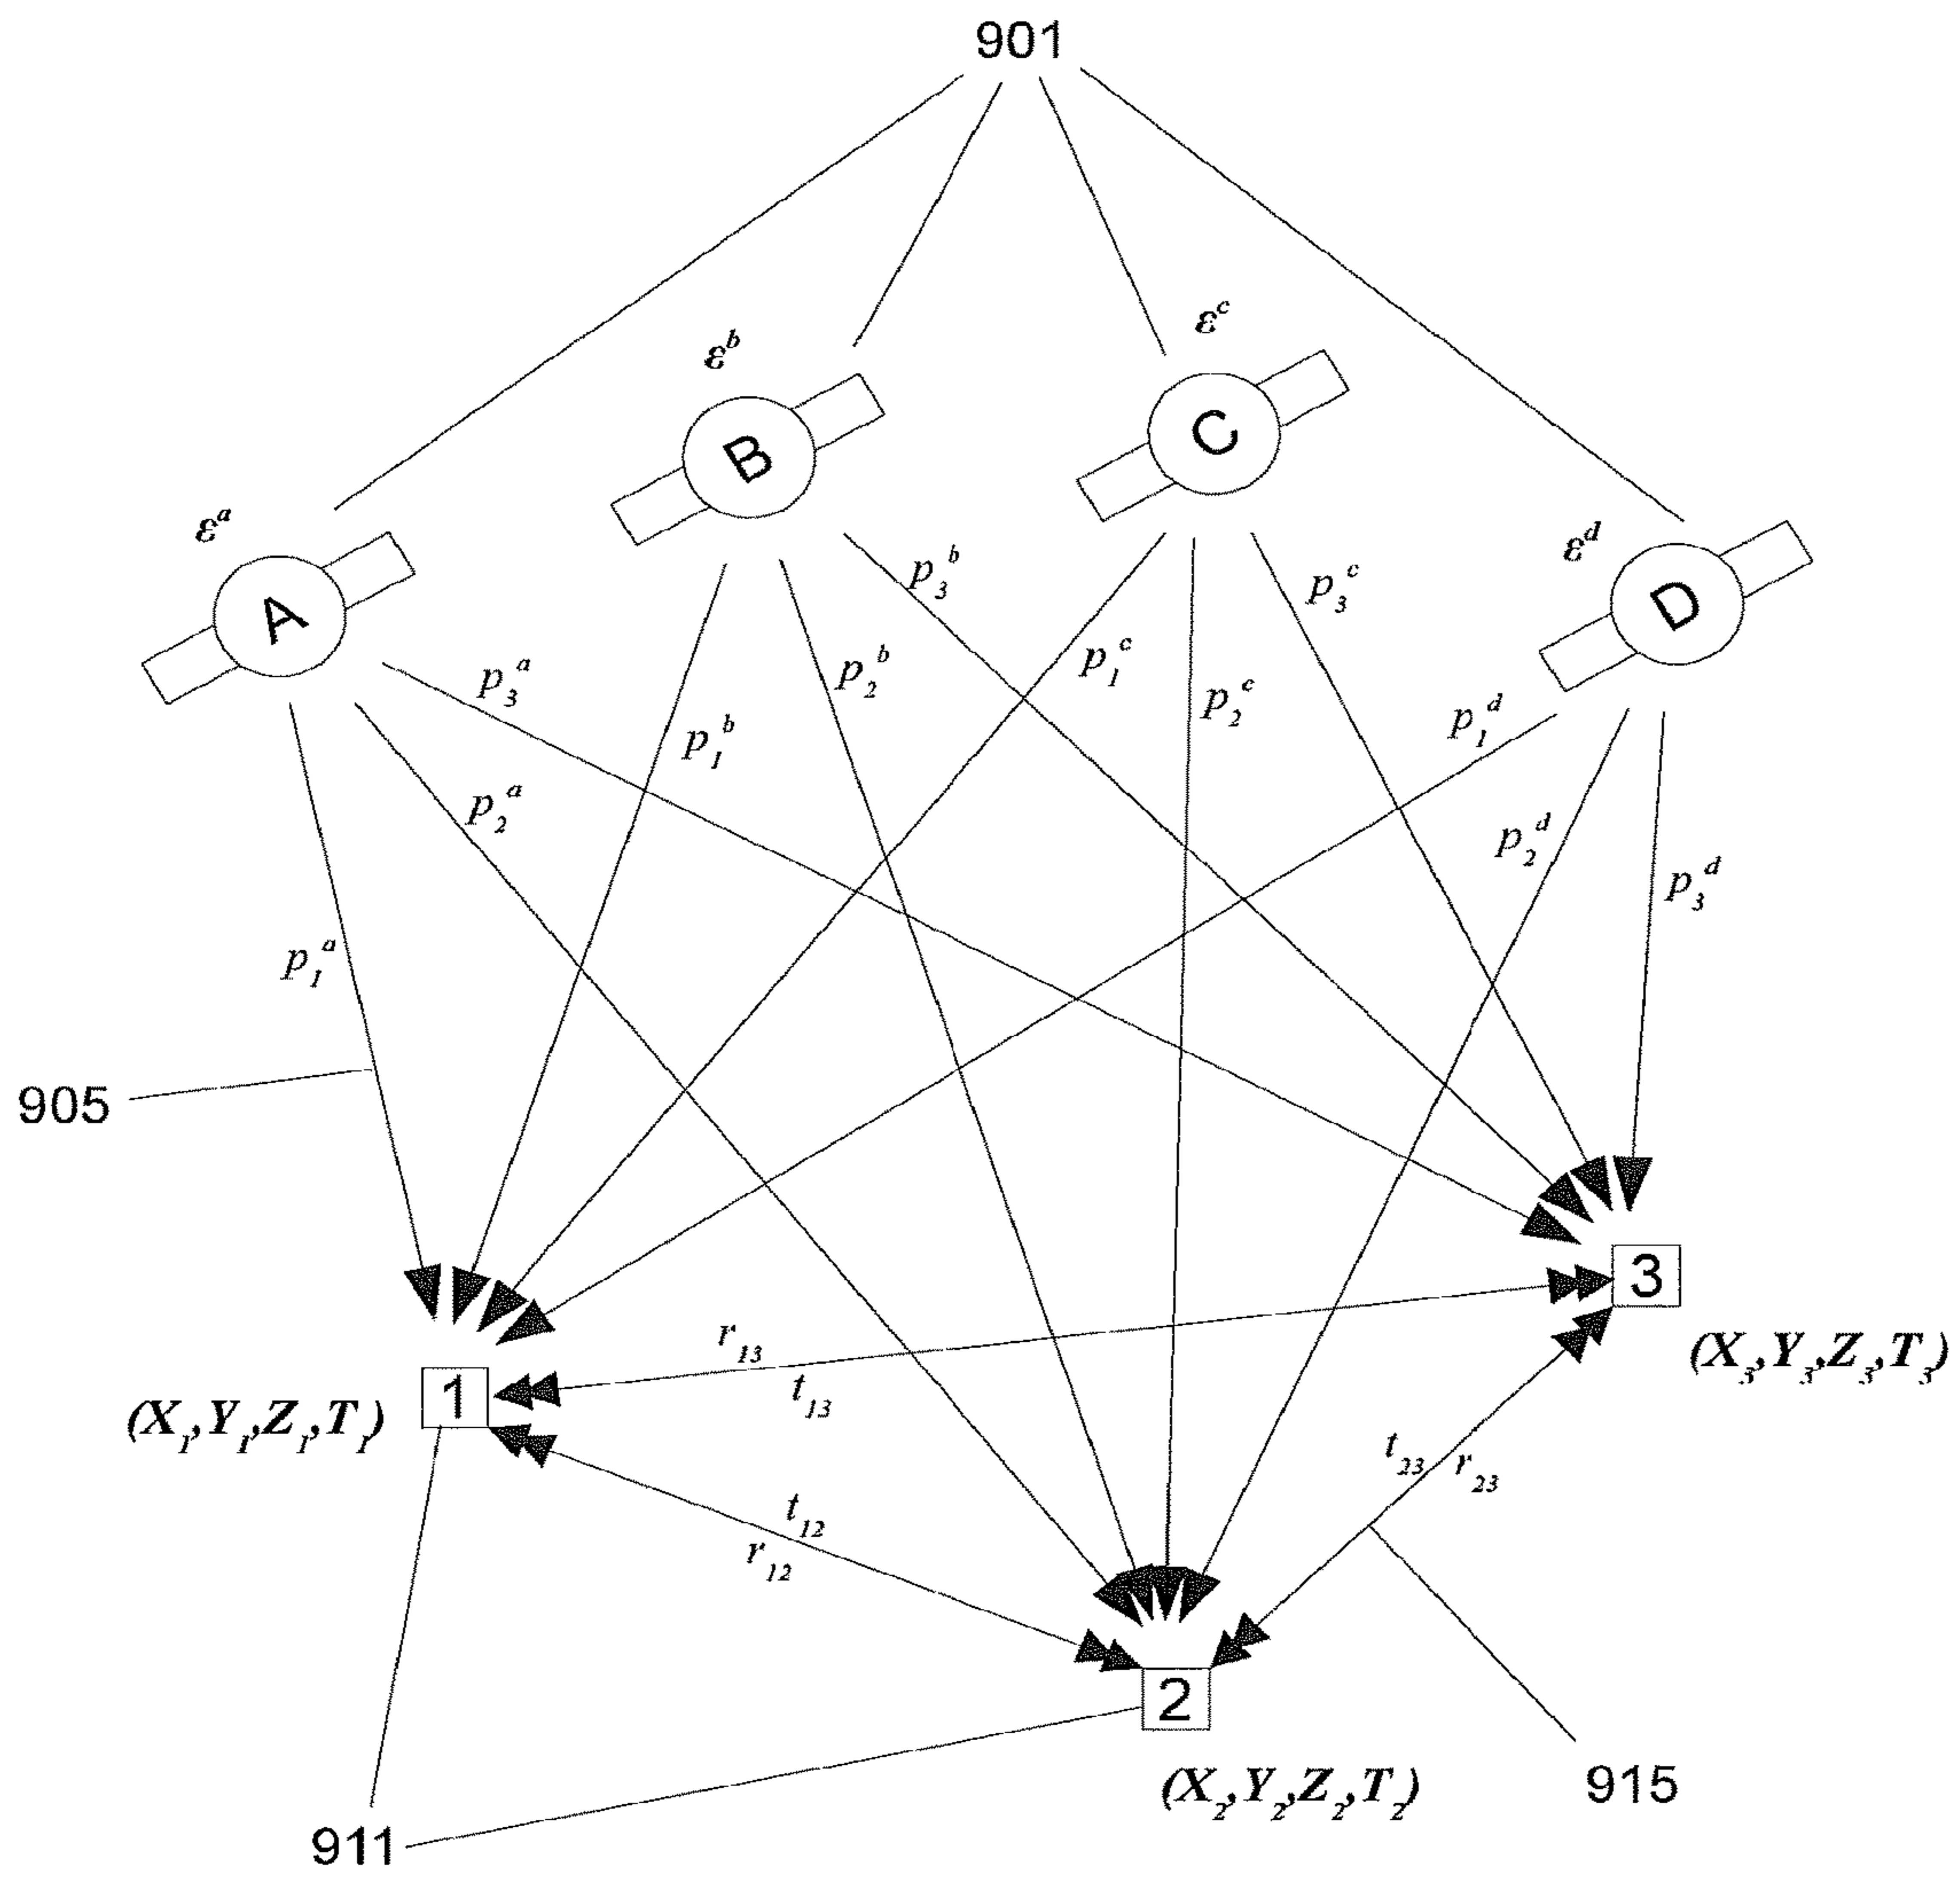 901
ε^c
ε^b
C
B
ε^a
ε^d
A
D
p_3^b
p_3^c
p_3^a
p_2^b
p_1^c
p_2^c
p_1^b
p_1^d
p_2^a
p_2^d
p_3^d
p_1^a
905
3
r_13
(X_3,Y_3,Z_3,T_3)
1
t_13
(X_1,Y_1,Z_1,T_1)
t_23
r_23
t_12
r_12
2
(X_2,Y_2,Z_2,T_2)
915
911